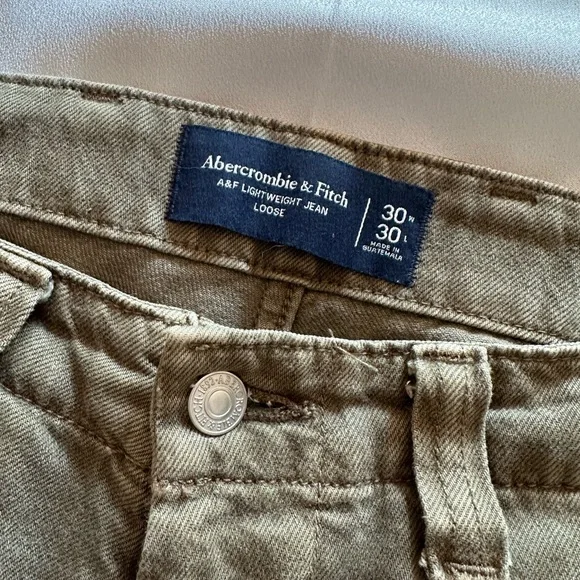 Abercrombie & Fitch
A&F LIGHTWEIGHT JEAN
LOOSE
30 W
30 L
MADE IN
GUATEMALA